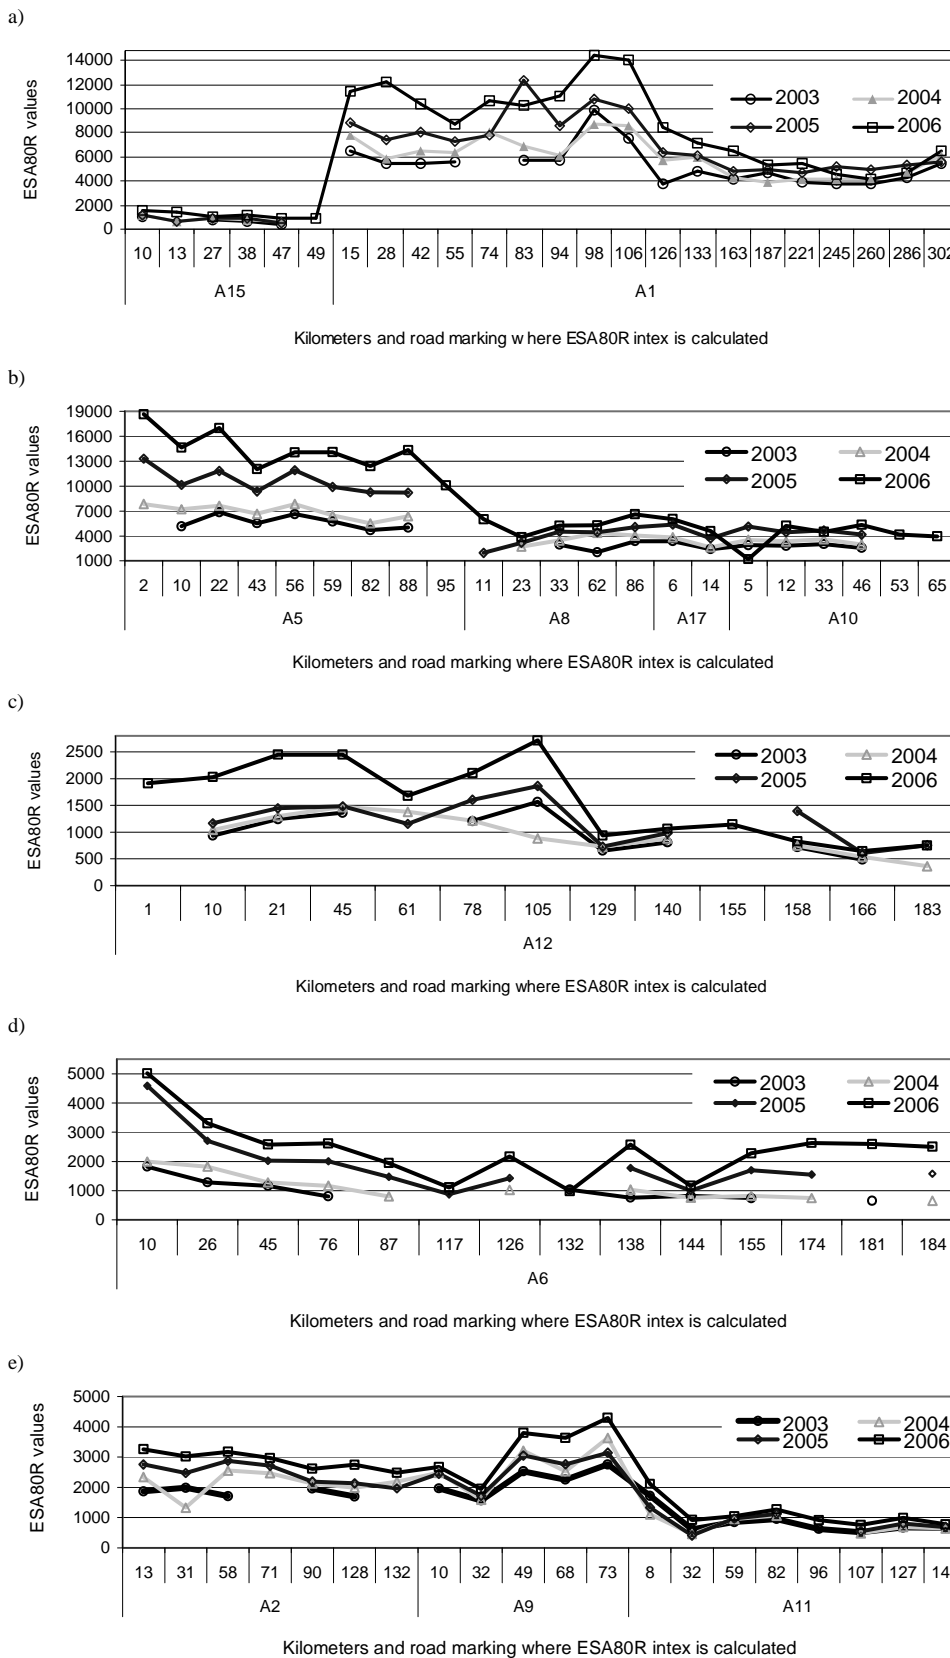 a)
ESA80R values
14000
12000
10000
8000
6000
4000
2000
0
2003 2004
2005 2006
10 13 27 38 47 49 15 28 42 55 74 83 94 98 106 126 133 163 187 221 245 260 286 302
A15 A1
Kilometers and road marking where ESA80R intex is calculated
b)
ESA80R values
19000
16000
13000
10000
7000
4000
1000
2003 2004
2005 2006
2 10 22 43 56 59 82 88 95 11 23 33 62 86 6 14 5 12 33 46 53 65
A5 A8 A17 A10
Kilometers and road marking where ESA80R intex is calculated
c)
ESA80R values
2500
2000
1500
1000
500
0
2003 2004
2005 2006
1 10 21 45 61 78 105 129 140 155 158 166 183
A12
Kilometers and road marking where ESA80R intex is calculated
d)
ESA80R values
5000
4000
3000
2000
1000
0
2003 2004
2005 2006
10 26 45 76 87 117 126 132 138 144 155 174 181 184
A6
Kilometers and road marking where ESA80R intex is calculated
e)
ESA80R values
5000
4000
3000
2000
1000
0
2003 2004
2005 2006
13 31 58 71 90 128 132 10 32 49 68 73 8 32 59 82 96 107 127 14
A2 A9 A11
Kilometers and road marking where ESA80R intex is calculated